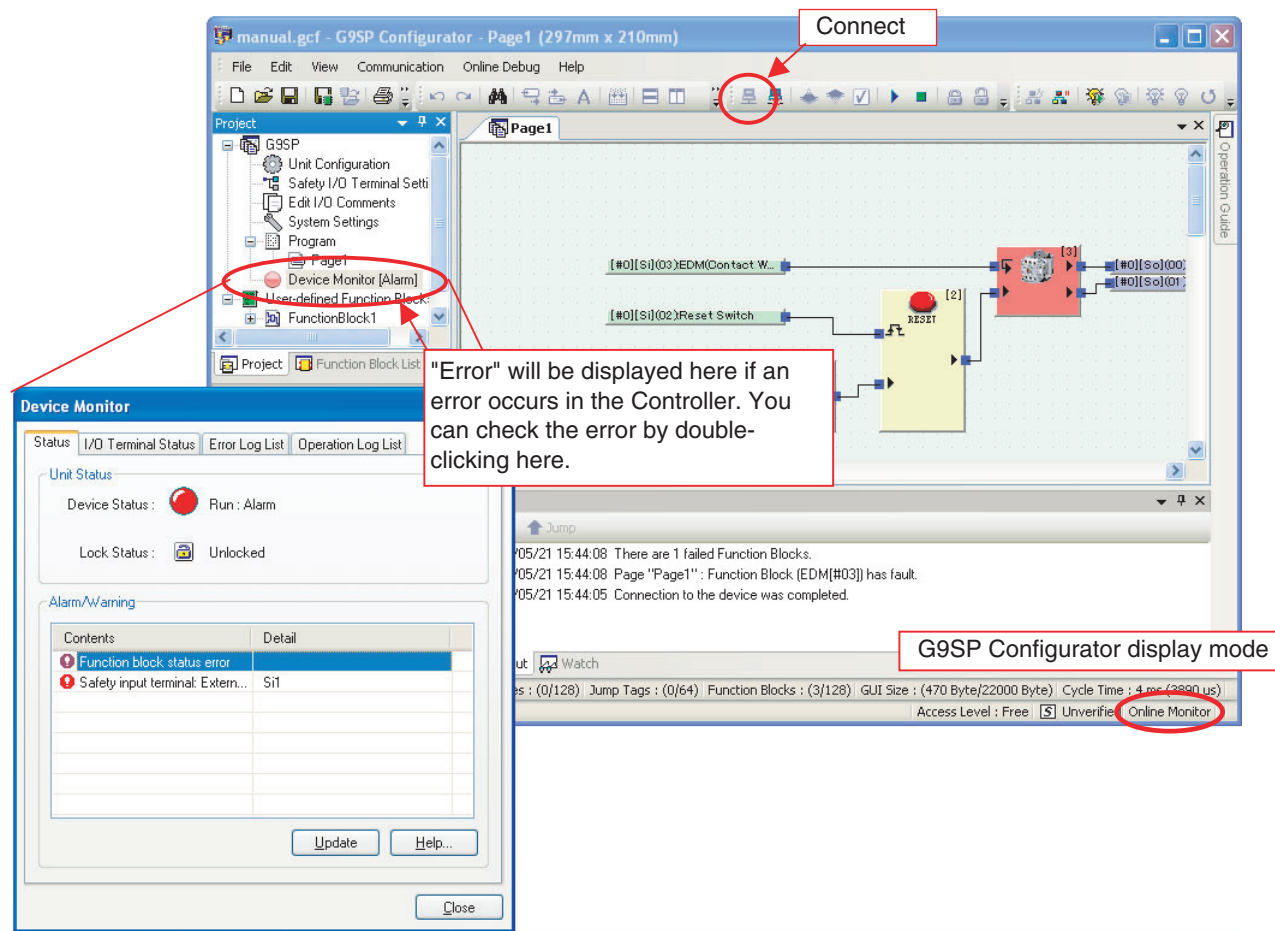 Connect
manual.gcf - G9SP Configurator - Page1 (297mm x 210mm)
File Edit View Communication Online Debug Help
Project
Page1
G9SP
Unit Configuration
Safety I/O Terminal Setti
Edit I/O Comments
System Settings
Program
Page1
Device Monitor [Alarm]
User-defined Function Block
FunctionBlock1
Project Function Block List
Operation Guide
[#0][Si](03):EDM(Contact W...
[3]
[#0][So](00)
[#0][So](01)
[#0][Si](02):Reset Switch
[2]
RESET
"Error" will be displayed here if an
error occurs in the Controller. You
can check the error by double-
clicking here.
Device Monitor
Status I/O Terminal Status Error Log List Operation Log List
Unit Status
Device Status : Run : Alarm
Lock Status : Unlocked
Alarm/Warning
Contents Detail
Function block status error
Safety input terminal: Extern... Si1
Update Help...
Close
Jump
/05/21 15:44:08 There are 1 failed Function Blocks.
/05/21 15:44:08 Page "Page1" : Function Block (EDM[#03]) has fault.
/05/21 15:44:05 Connection to the device was completed.
G9SP Configurator display mode
ut Watch
es : (0/128) Jump Tags : (0/64) Function Blocks : (3/128) GUI Size : (470 Byte/22000 Byte) Cycle Time : 4 ms (3890 us)
Access Level : Free S Unverifie Online Monitor